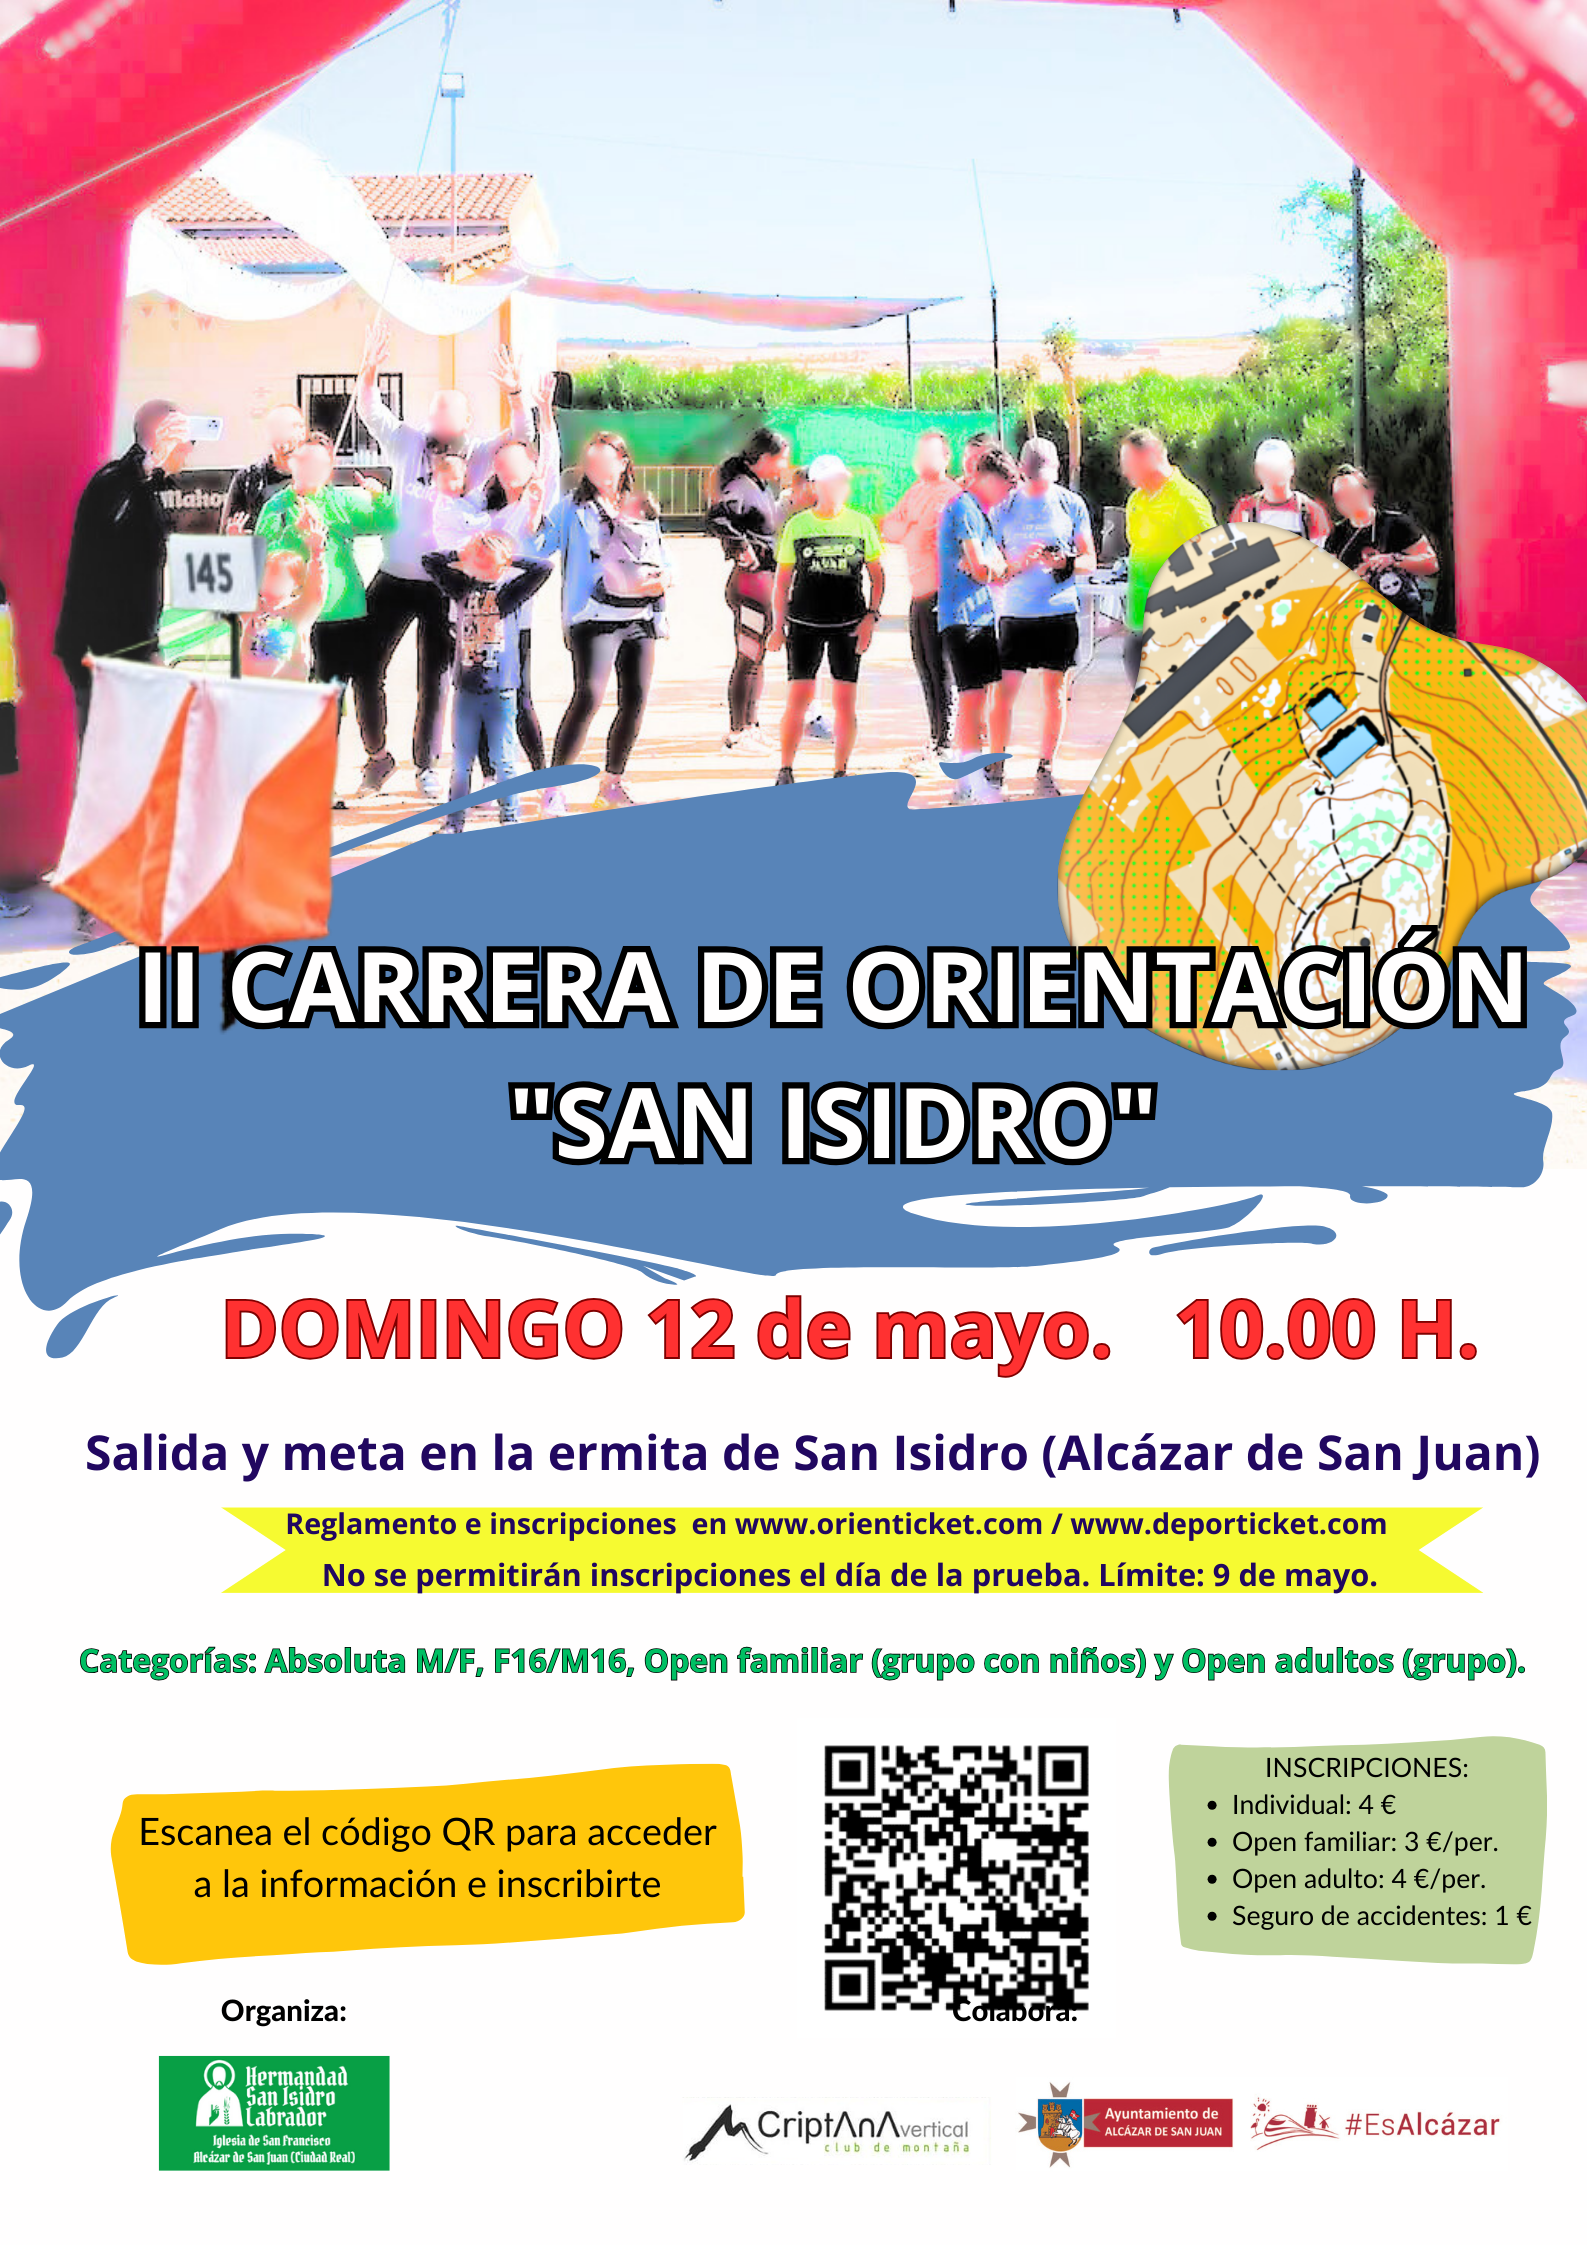 Maho
145
II CARRERA DE ORIENTACIÓN
"SAN ISIDRO"
DOMINGO 12 de mayo. 10.00 H.
Salida y meta en la ermita de San Isidro (Alcázar de San Juan)
Reglamento e inscripciones en www.orienticket.com / www.deporticket.com
No se permitirán inscripciones el día de la prueba. Límite: 9 de mayo.
Categorías: Absoluta M/F, F16/M16, Open familiar (grupo con niños) y Open adultos (grupo).
Escanea el código QR para acceder
a la información e inscribirte
INSCRIPCIONES:
• Individual: 4 €
• Open familiar: 3 €/per.
• Open adulto: 4 €/per.
• Seguro de accidentes: 1 €
Organiza:
Colabora:
Hermandad
San Isidro
Labrador
Iglesia de San Francisco
Alcázar de San Juan (Ciudad Real)
CriptAnA vertical
club de montaña
Ayuntamiento de
ALCÁZAR DE SAN JUAN
#EsAlcázar